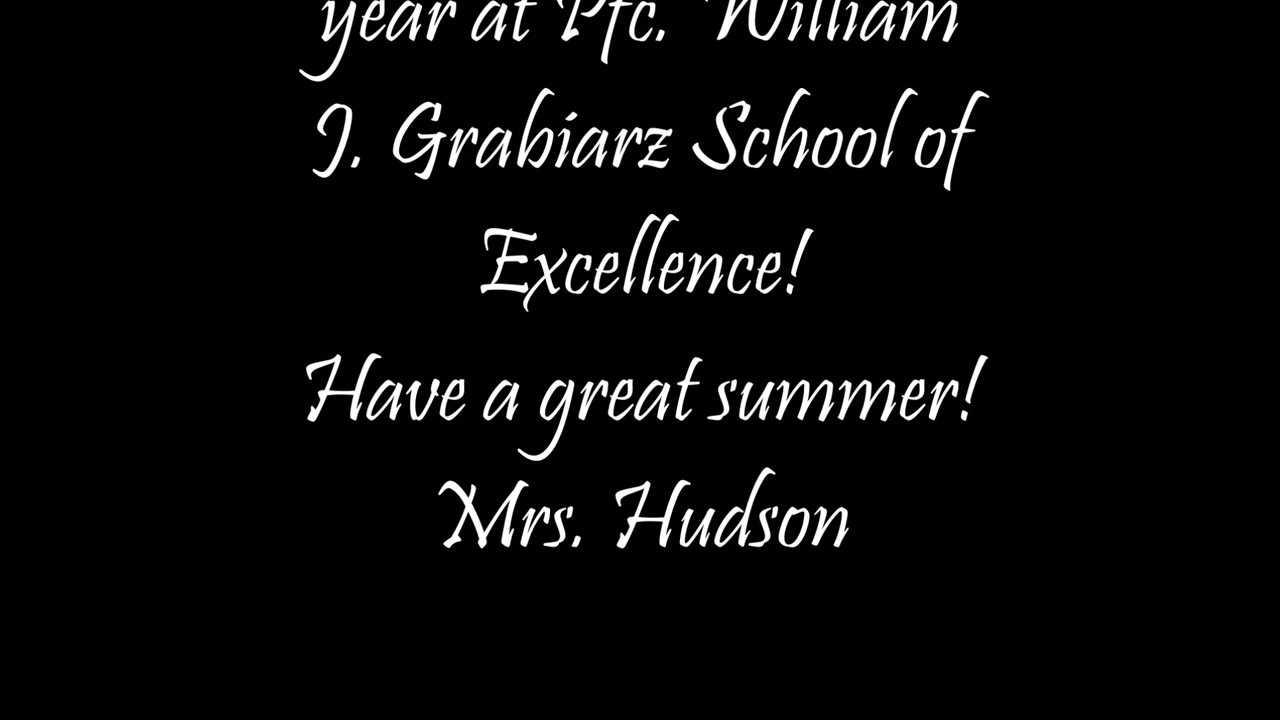 year at Pfc. William
J. Grabiarz School of
Excellence!
Have a great summer!
Mrs. Hudson